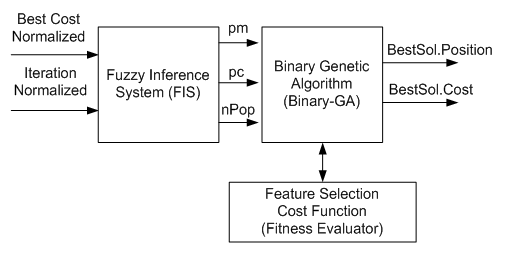 Best Cost
Normalized
Iteration
Normalized
Fuzzy Inference
System (FIS)
pm
pc
nPop
Binary Genetic
Algorithm
(Binary-GA)
BestSol.Position
BestSol.Cost
Feature Selection
Cost Function
(Fitness Evaluator)